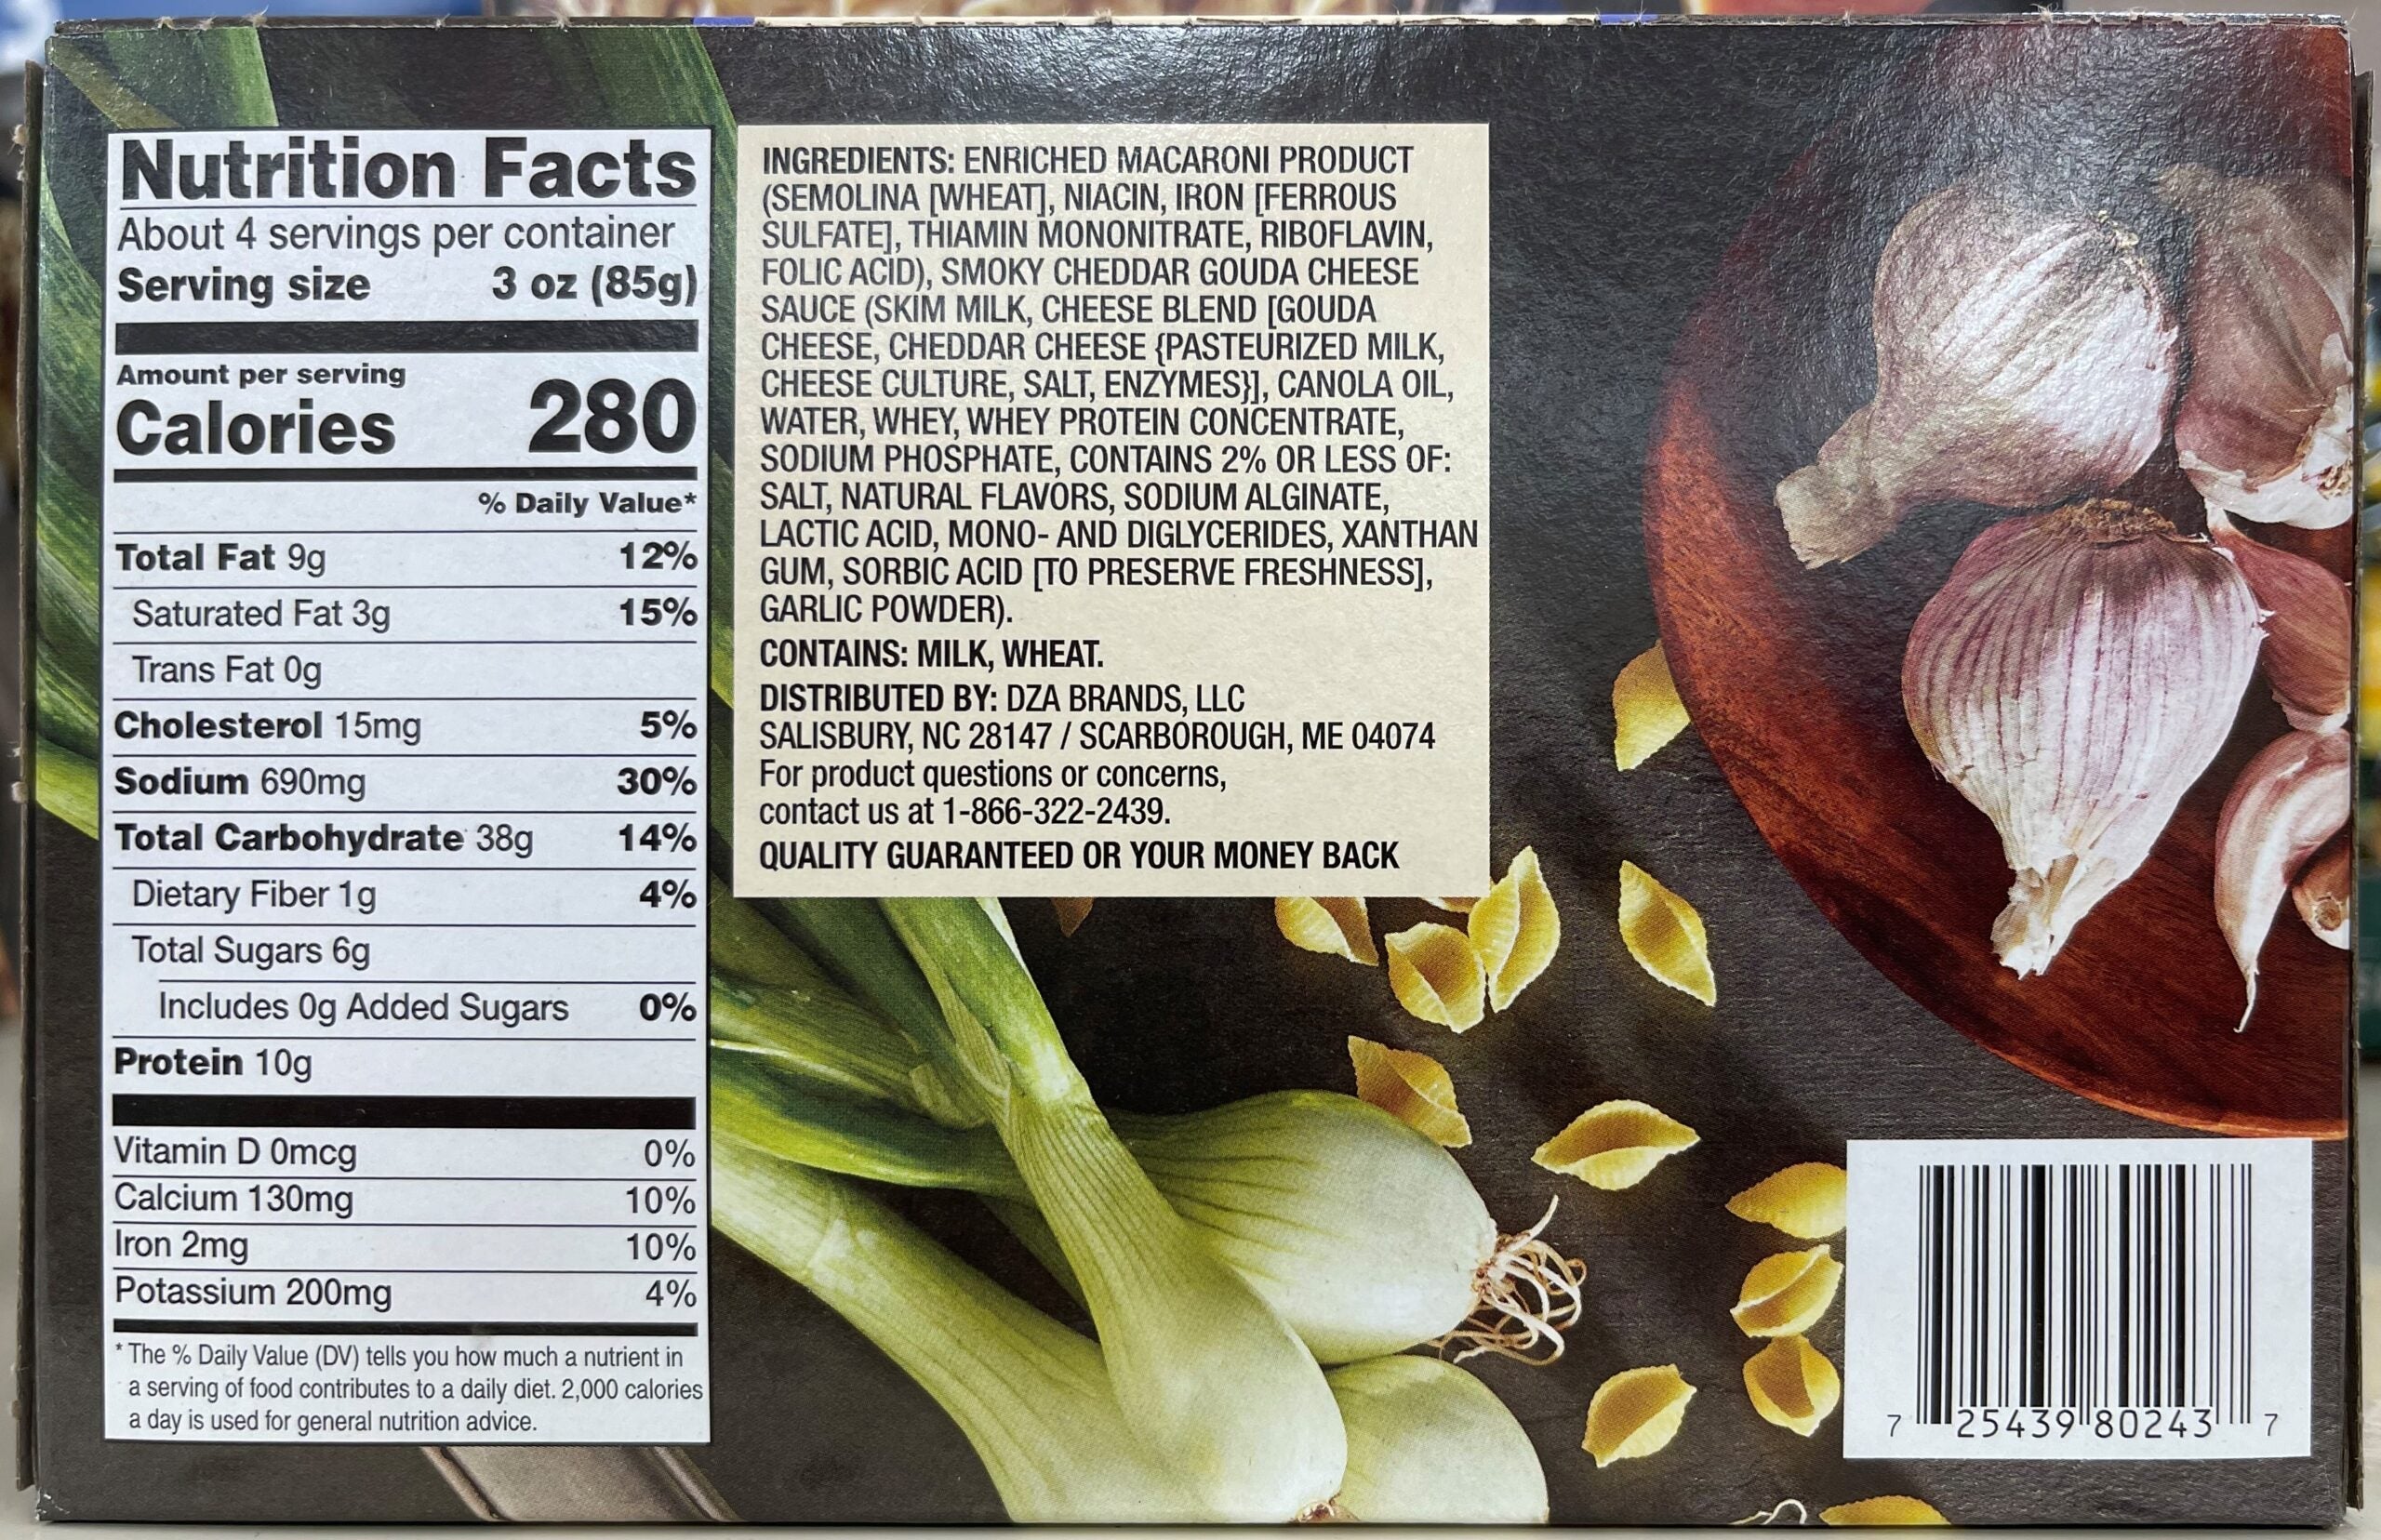 Nutrition Facts
About 4 servings per container
Serving size 3 oz (85g)
Amount per serving
Calories 280
% Daily Value*
Total Fat 9g 12%
Saturated Fat 3g 15%
Trans Fat 0g
Cholesterol 15mg 5%
Sodium 690mg 30%
Total Carbohydrate 38g 14%
Dietary Fiber 1g 4%
Total Sugars 6g
Includes 0g Added Sugars 0%
Protein 10g
Vitamin D 0mcg 0%
Calcium 130mg 10%
Iron 2mg 10%
Potassium 200mg 4%
* The % Daily Value (DV) tells you how much a nutrient in
a serving of food contributes to a daily diet. 2,000 calories
a day is used for general nutrition advice.
INGREDIENTS: ENRICHED MACARONI PRODUCT
(SEMOLINA [WHEAT], NIACIN, IRON [FERROUS
SULFATE], THIAMIN MONONITRATE, RIBOFLAVIN,
FOLIC ACID), SMOKY CHEDDAR GOUDA CHEESE
SAUCE (SKIM MILK, CHEESE BLEND [GOUDA
CHEESE, CHEDDAR CHEESE {PASTEURIZED MILK,
CHEESE CULTURE, SALT, ENZYMES}], CANOLA OIL,
WATER, WHEY, WHEY PROTEIN CONCENTRATE,
SODIUM PHOSPHATE, CONTAINS 2% OR LESS OF:
SALT, NATURAL FLAVORS, SODIUM ALGINATE,
LACTIC ACID, MONO- AND DIGLYCERIDES, XANTHAN
GUM, SORBIC ACID [TO PRESERVE FRESHNESS],
GARLIC POWDER).
CONTAINS: MILK, WHEAT.
DISTRIBUTED BY: DZA BRANDS, LLC
SALISBURY, NC 28147 / SCARBOROUGH, ME 04074
For product questions or concerns,
contact us at 1-866-322-2439.
QUALITY GUARANTEED OR YOUR MONEY BACK
7 25439 80243 7